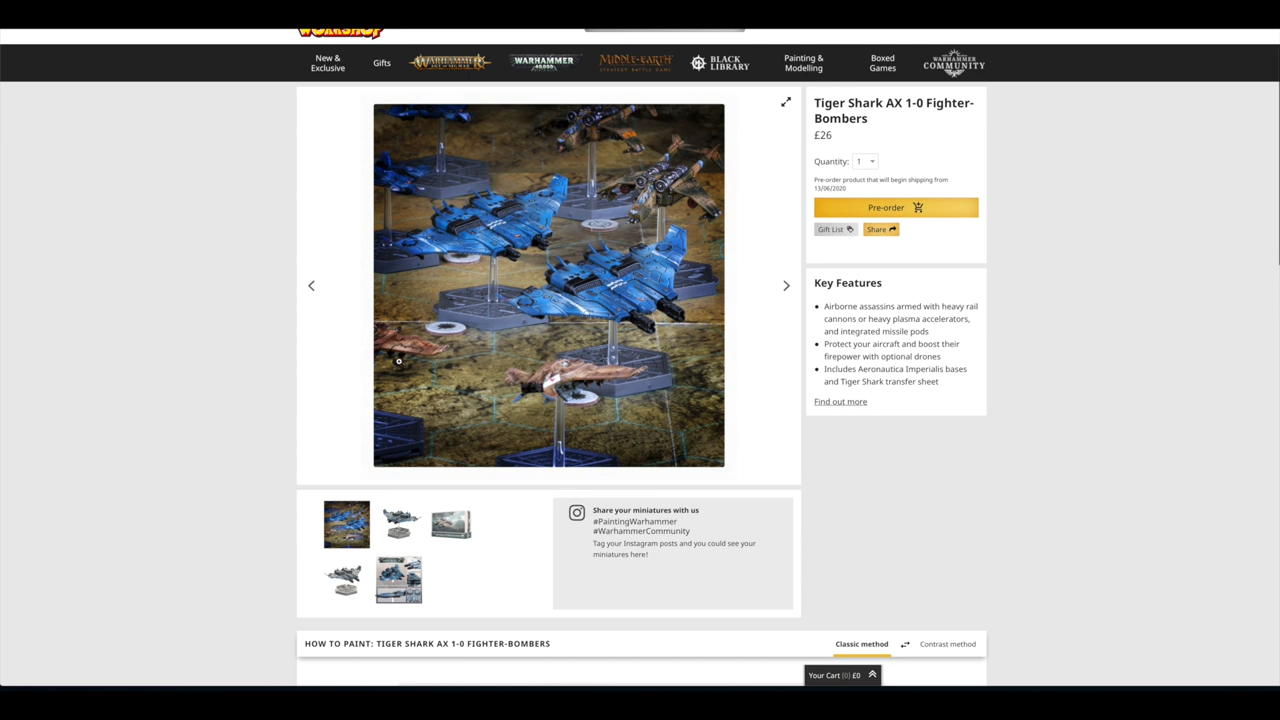 WORKSHOP
New &
Exclusive
Gifts
WARHAMMER
AGE OF SIGMAR
WARHAMMER
40,000
MIDDLE-EARTH
STRATEGY BATTLE GAME
BLACK
LIBRARY
Painting &
Modelling
Boxed
Games
WARHAMMER
COMMUNITY
Tiger Shark AX 1-0 Fighter-
Bombers
£26
Quantity: 1
Pre-order product that will begin shipping from
13/06/2020
Pre-order
Gift List
Share
Key Features
Airborne assassins armed with heavy rail
cannons or heavy plasma accelerators,
and integrated missile pods
Protect your aircraft and boost their
firepower with optional drones
Includes Aeronautica Imperialis bases
and Tiger Shark transfer sheet
Find out more
Share your miniatures with us
#PaintingWarhammer
#WarhammerCommunity
Tag your Instagram posts and you could see your
miniatures here!
HOW TO PAINT: TIGER SHARK AX 1-0 FIGHTER-BOMBERS
Classic method
Contrast method
Your Cart (0) £0